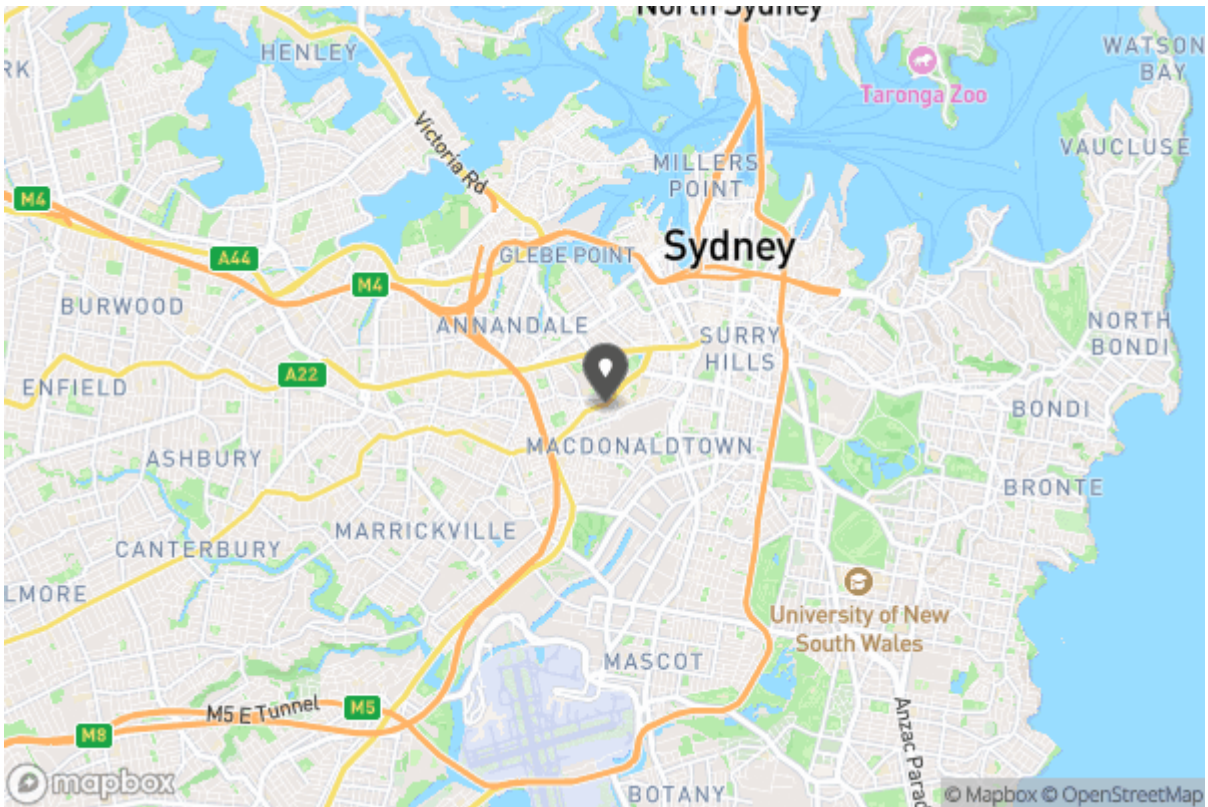 North Sydney
HENLEY
WATSON
BAY
RK
Taronga Zoo
Victoria Rd
VAUCLUSE
MILLERS
POINT
M4
A44
GLEBE POINT
Sydney
M4
BURWOOD
ANNANDALE
SURRY
HILLS
NORTH
BONDI
A22
ENFIELD
BONDI
MACDONALDTOWN
ASHBURY
BRONTE
MARRICKVILLE
CANTERBURY
LMORE
University of New
South Wales
MASCOT
M5 E Tunnel
M5
M8
Anzac Parad
BOTANY
mapbox
© Mapbox © OpenStreetMap